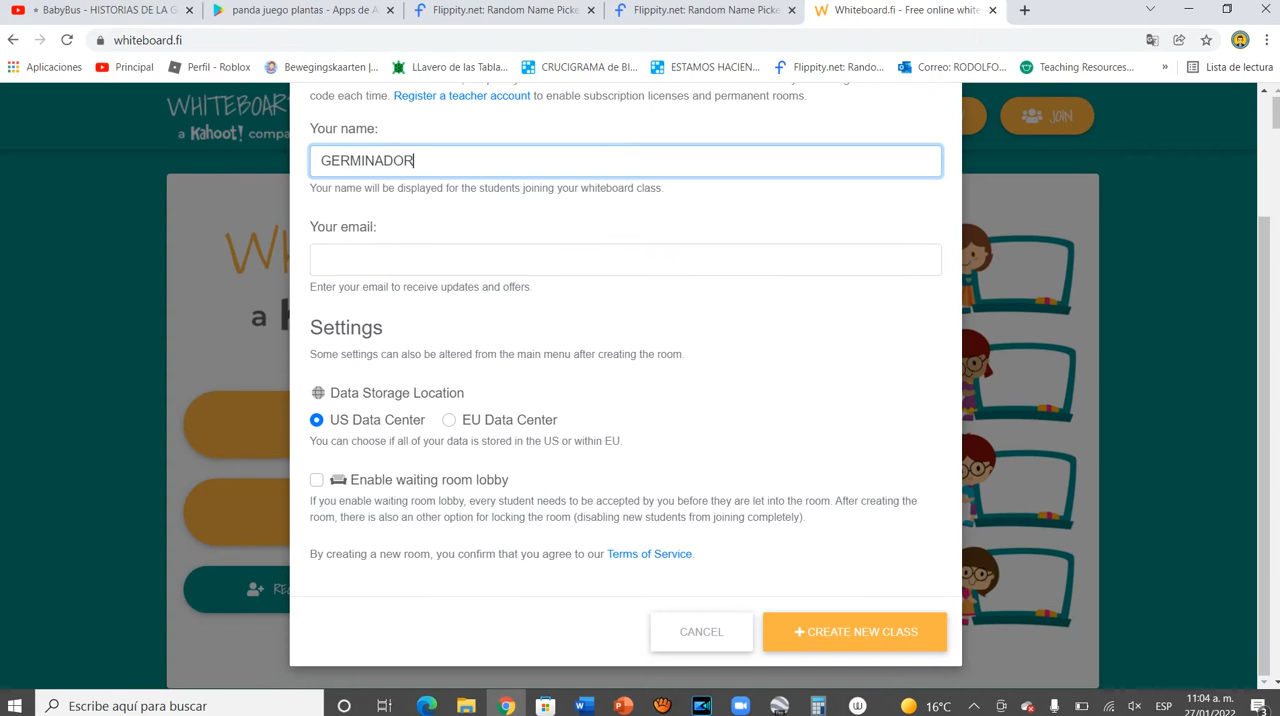 BabyBus - HISTORIAS DE LA G
panda juego plantas - Apps de A
Flippity.net: Random Name Picke
Flippity.net: Random Name Picke
Whiteboard.fi - Free online white
whiteboard.fi
Aplicaciones
Principal
Perfil - Roblox
Bewegingskaarten |...
LLavero de las Tabla...
CRUCIGRAMA de BI...
ESTAMOS HACIEN...
Flippity.net: Rando...
Correo: RODOLFO...
Teaching Resources...
»
Lista de lectura
WHITEBOAR
a Kahoot! compa
JOIN
code each time. Register a teacher account to enable subscription licenses and permanent rooms.
Your name:
GERMINADOR
Your name will be displayed for the students joining your whiteboard class.
Your email:
Enter your email to receive updates and offers.
Settings
Some settings can also be altered from the main menu after creating the room.
Data Storage Location
US Data Center
EU Data Center
You can choose if all of your data is stored in the US or within EU.
Enable waiting room lobby
If you enable waiting room lobby, every student needs to be accepted by you before they are let into the room. After creating the
room, there is also an other option for locking the room (disabling new students from joining completely).
By creating a new room, you confirm that you agree to our Terms of Service.
CANCEL
+ CREATE NEW CLASS
Escribe aquí para buscar
16°C
ESP
11:04 a. m.
27/01/2022
3